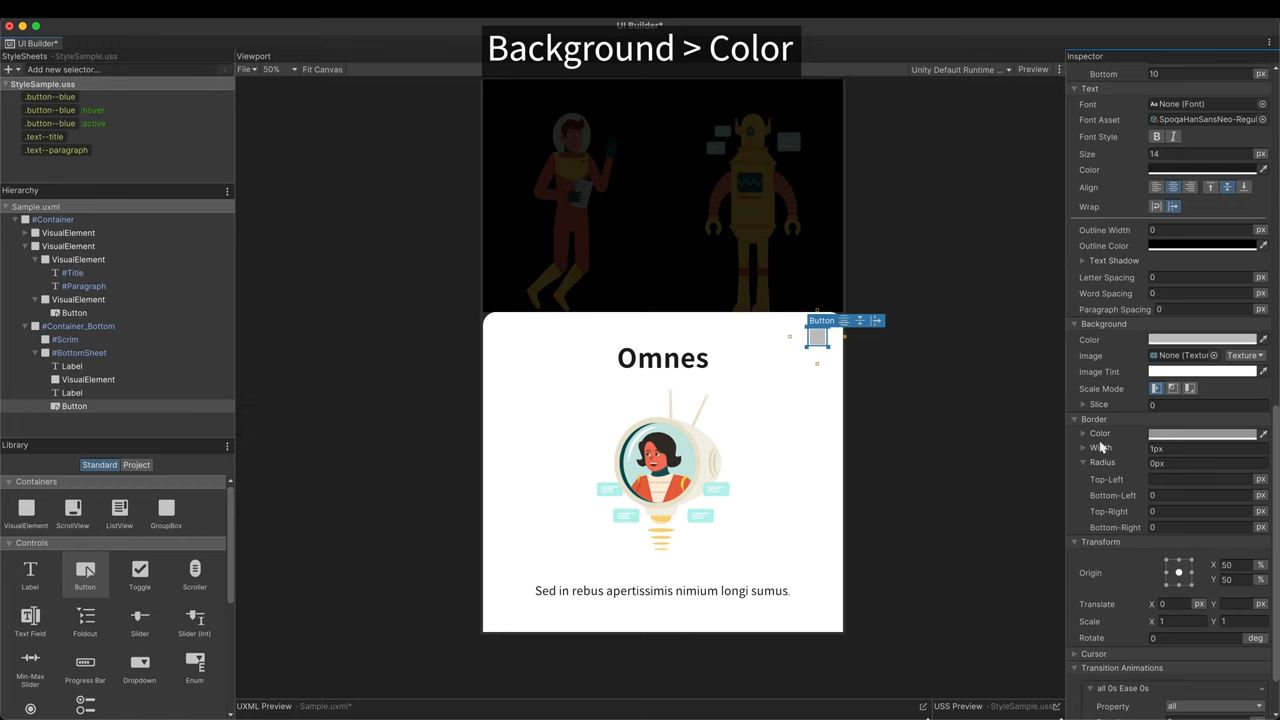 UI Builder*
Background > Color
UI Builder*
StyleSheets - StyleSample.uss
Add new selector...
StyleSample.uss
.button--blue
.button--blue :hover
.button--blue :active
.text--title
.text--paragraph
Hierarchy
Sample.uxml
#Container
VisualElement
VisualElement
VisualElement
#Title
#Paragraph
VisualElement
Button
#Container_Bottom
#Scrim
#BottomSheet
Label
VisualElement
Label
Button
Library
Standard Project
Containers
VisualElement ScrollView ListView GroupBox
Controls
Label Button Toggle Scroller
Text Field Foldout Slider Slider (Int)
Min-Max Slider Progress Bar Dropdown Enum
Viewport
File 50% Fit Canvas Unity Default Runtime ... Preview
Button
Omnes
Sed in rebus apertissimis nimium longi sumus.
UXML Preview - Sample.uxml* USS Preview - StyleSample.uss
Inspector
Bottom 10 px
Text
Font Aa None (Font)
Font Asset SpoqaHanSansNeo-Regul
Font Style B I
Size 14 px
Color
Align
Wrap
Outline Width 0 px
Outline Color
Text Shadow
Letter Spacing 0 px
Word Spacing 0 px
Paragraph Spacing 0 px
Background
Color
Image None (Textur Texture
Image Tint
Scale Mode
Slice 0
Border
Color
Width 1px
Radius 0px
Top-Left px
Bottom-Left 0 px
Top-Right 0 px
Bottom-Right 0 px
Transform
Origin X 50 %
Y 50 %
Translate X 0 px Y px
Scale X 1 Y 1
Rotate 0 deg
Cursor
Transition Animations
all 0s Ease 0s
Property all